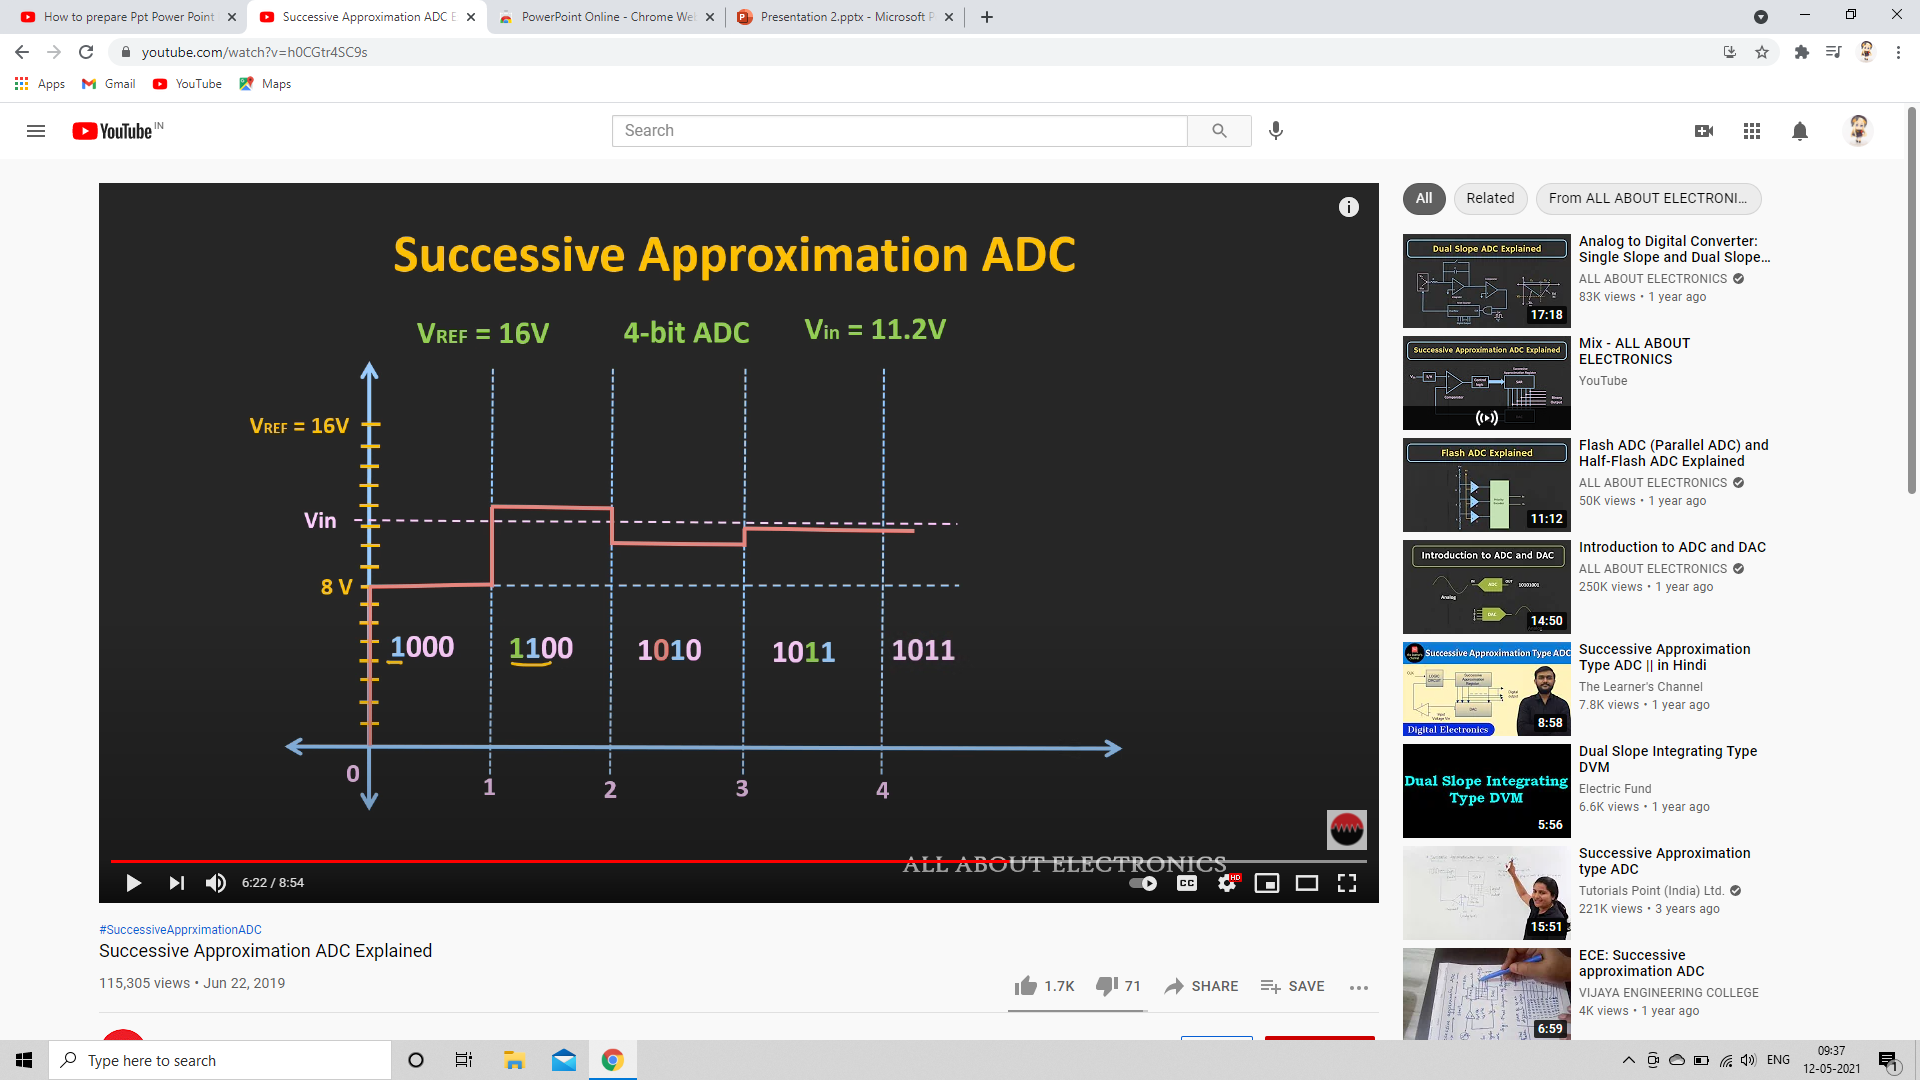 How to prepare Ppt Power Point
Successive Approximation ADC E
PowerPoint Online - Chrome We
Presentation 2.pptx - Microsoft P
youtube.com/watch?v=h0CGtr4SC9s
Apps Gmail YouTube Maps
YouTube IN
Search
Successive Approximation ADC
VREF = 16V 4-bit ADC Vin = 11.2V
VREF = 16V
Vin
8 V
1000 1100 1010 1011 1011
0 1 2 3 4
ALL ABOUT ELECTRONICS
6:22 / 8:54
CC HD
#SuccessiveApprximationADC
Successive Approximation ADC Explained
115,305 views • Jun 22, 2019
1.7K 71 SHARE SAVE
All Related From ALL ABOUT ELECTRONI...
Dual Slope ADC Explained
17:18
Analog to Digital Converter:
Single Slope and Dual Slope...
ALL ABOUT ELECTRONICS
83K views • 1 year ago
Successive Approximation ADC Explained
Mix - ALL ABOUT
ELECTRONICS
YouTube
Flash ADC Explained
11:12
Flash ADC (Parallel ADC) and
Half-Flash ADC Explained
ALL ABOUT ELECTRONICS
50K views • 1 year ago
Introduction to ADC and DAC
Analog
ADC
DAC
14:50
Introduction to ADC and DAC
ALL ABOUT ELECTRONICS
250K views • 1 year ago
Successive Approximation Type ADC
Digital Electronics
8:58
Successive Approximation
Type ADC || in Hindi
The Learner's Channel
7.8K views • 1 year ago
Dual Slope Integrating
Type DVM
5:56
Dual Slope Integrating Type
DVM
Electric Fund
6.6K views • 1 year ago
15:51
Successive Approximation
type ADC
Tutorials Point (India) Ltd.
221K views • 3 years ago
6:59
ECE: Successive
approximation ADC
VIJAYA ENGINEERING COLLEGE
4K views • 1 year ago
Type here to search
ENG
09:37
12-05-2021
1